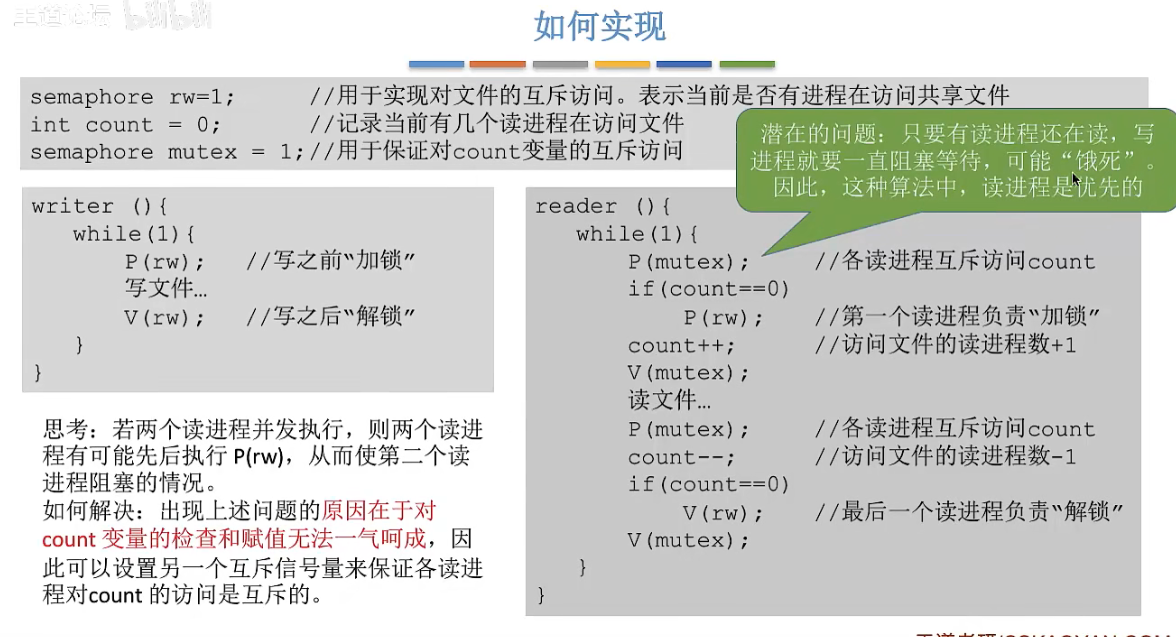 王道论坛 bilibili
如何实现
semaphore rw=1; //用于实现对文件的互斥访问。表示当前是否有进程在访问共享文件
int count = 0; //记录当前有几个读进程在访问文件
semaphore mutex = 1;//用于保证对count变量的互斥访问
潜在的问题：只要有读进程还在读，写
进程就要一直阻塞等待，可能“饿死”。
因此，这种算法中，读进程是优先的
writer (){
while(1){
P(rw); //写之前“加锁”
写文件…
V(rw); //写之后“解锁”
}
}
思考：若两个读进程并发执行，则两个读进
程有可能先后执行 P(rw)，从而使第二个读
进程阻塞的情况。
如何解决：出现上述问题的原因在于对
count 变量的检查和赋值无法一气呵成，因
此可以设置另一个互斥信号量来保证各读进
程对count 的访问是互斥的。
reader (){
while(1){
P(mutex); //各读进程互斥访问count
if(count==0)
P(rw); //第一个读进程负责“加锁”
count++; //访问文件的读进程数+1
V(mutex);
读文件…
P(mutex); //各读进程互斥访问count
count--; //访问文件的读进程数-1
if(count==0)
V(rw); //最后一个读进程负责“解锁”
V(mutex);
}
}